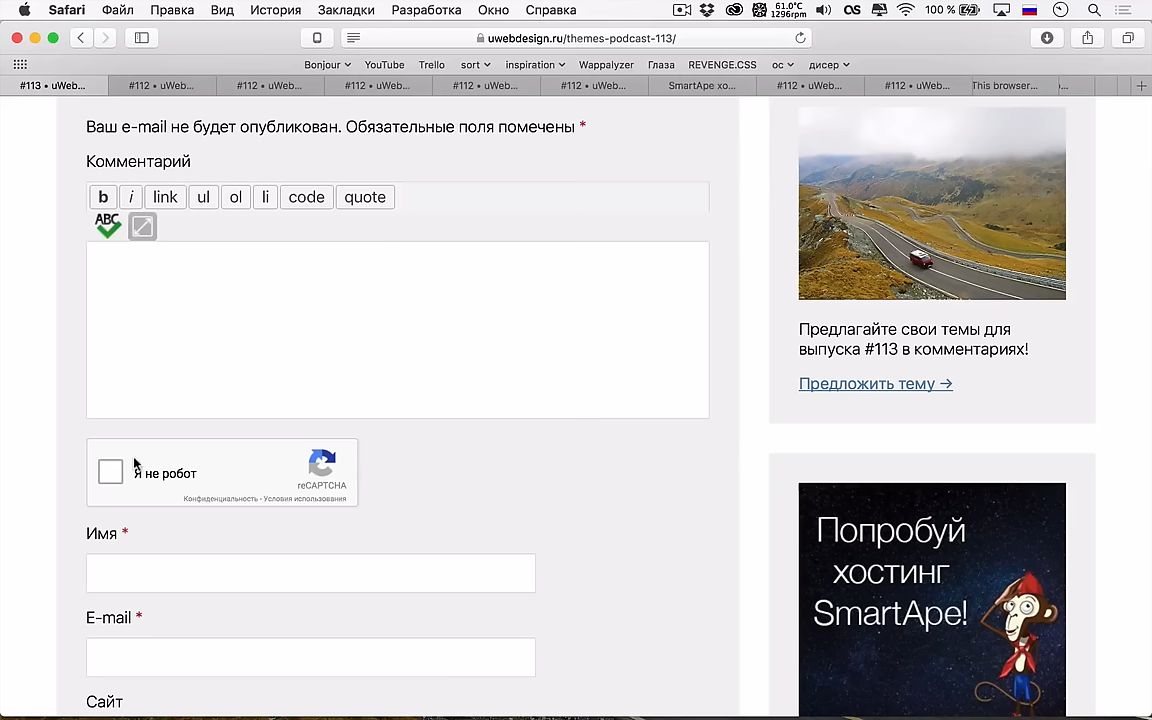 Safari Файл Правка Вид История Закладки Разработка Окно Справка
61.0°C
1296rpm
100 %
uwebdesign.ru/themes-podcast-113/
Bonjour YouTube Trello sort inspiration Wappalyzer Глаза REVENGE.CSS ос дисер
#113 • uWeb... #112 • uWeb... #112 • uWeb... #112 • uWeb... #112 • uWeb... #112 • uWeb... SmartApe хо... #112 • uWeb... #112 • uWeb... This browser...
Ваш e-mail не будет опубликован. Обязательные поля помечены *
Комментарий
b i link ul ol li code quote
ABC
Я не робот
reCAPTCHA
Конфиденциальность - Условия использования
Имя *
E-mail *
Сайт
Предлагайте свои темы для
выпуска #113 в комментариях!
Предложить тему →
Попробуй
хостинг
SmartApe!